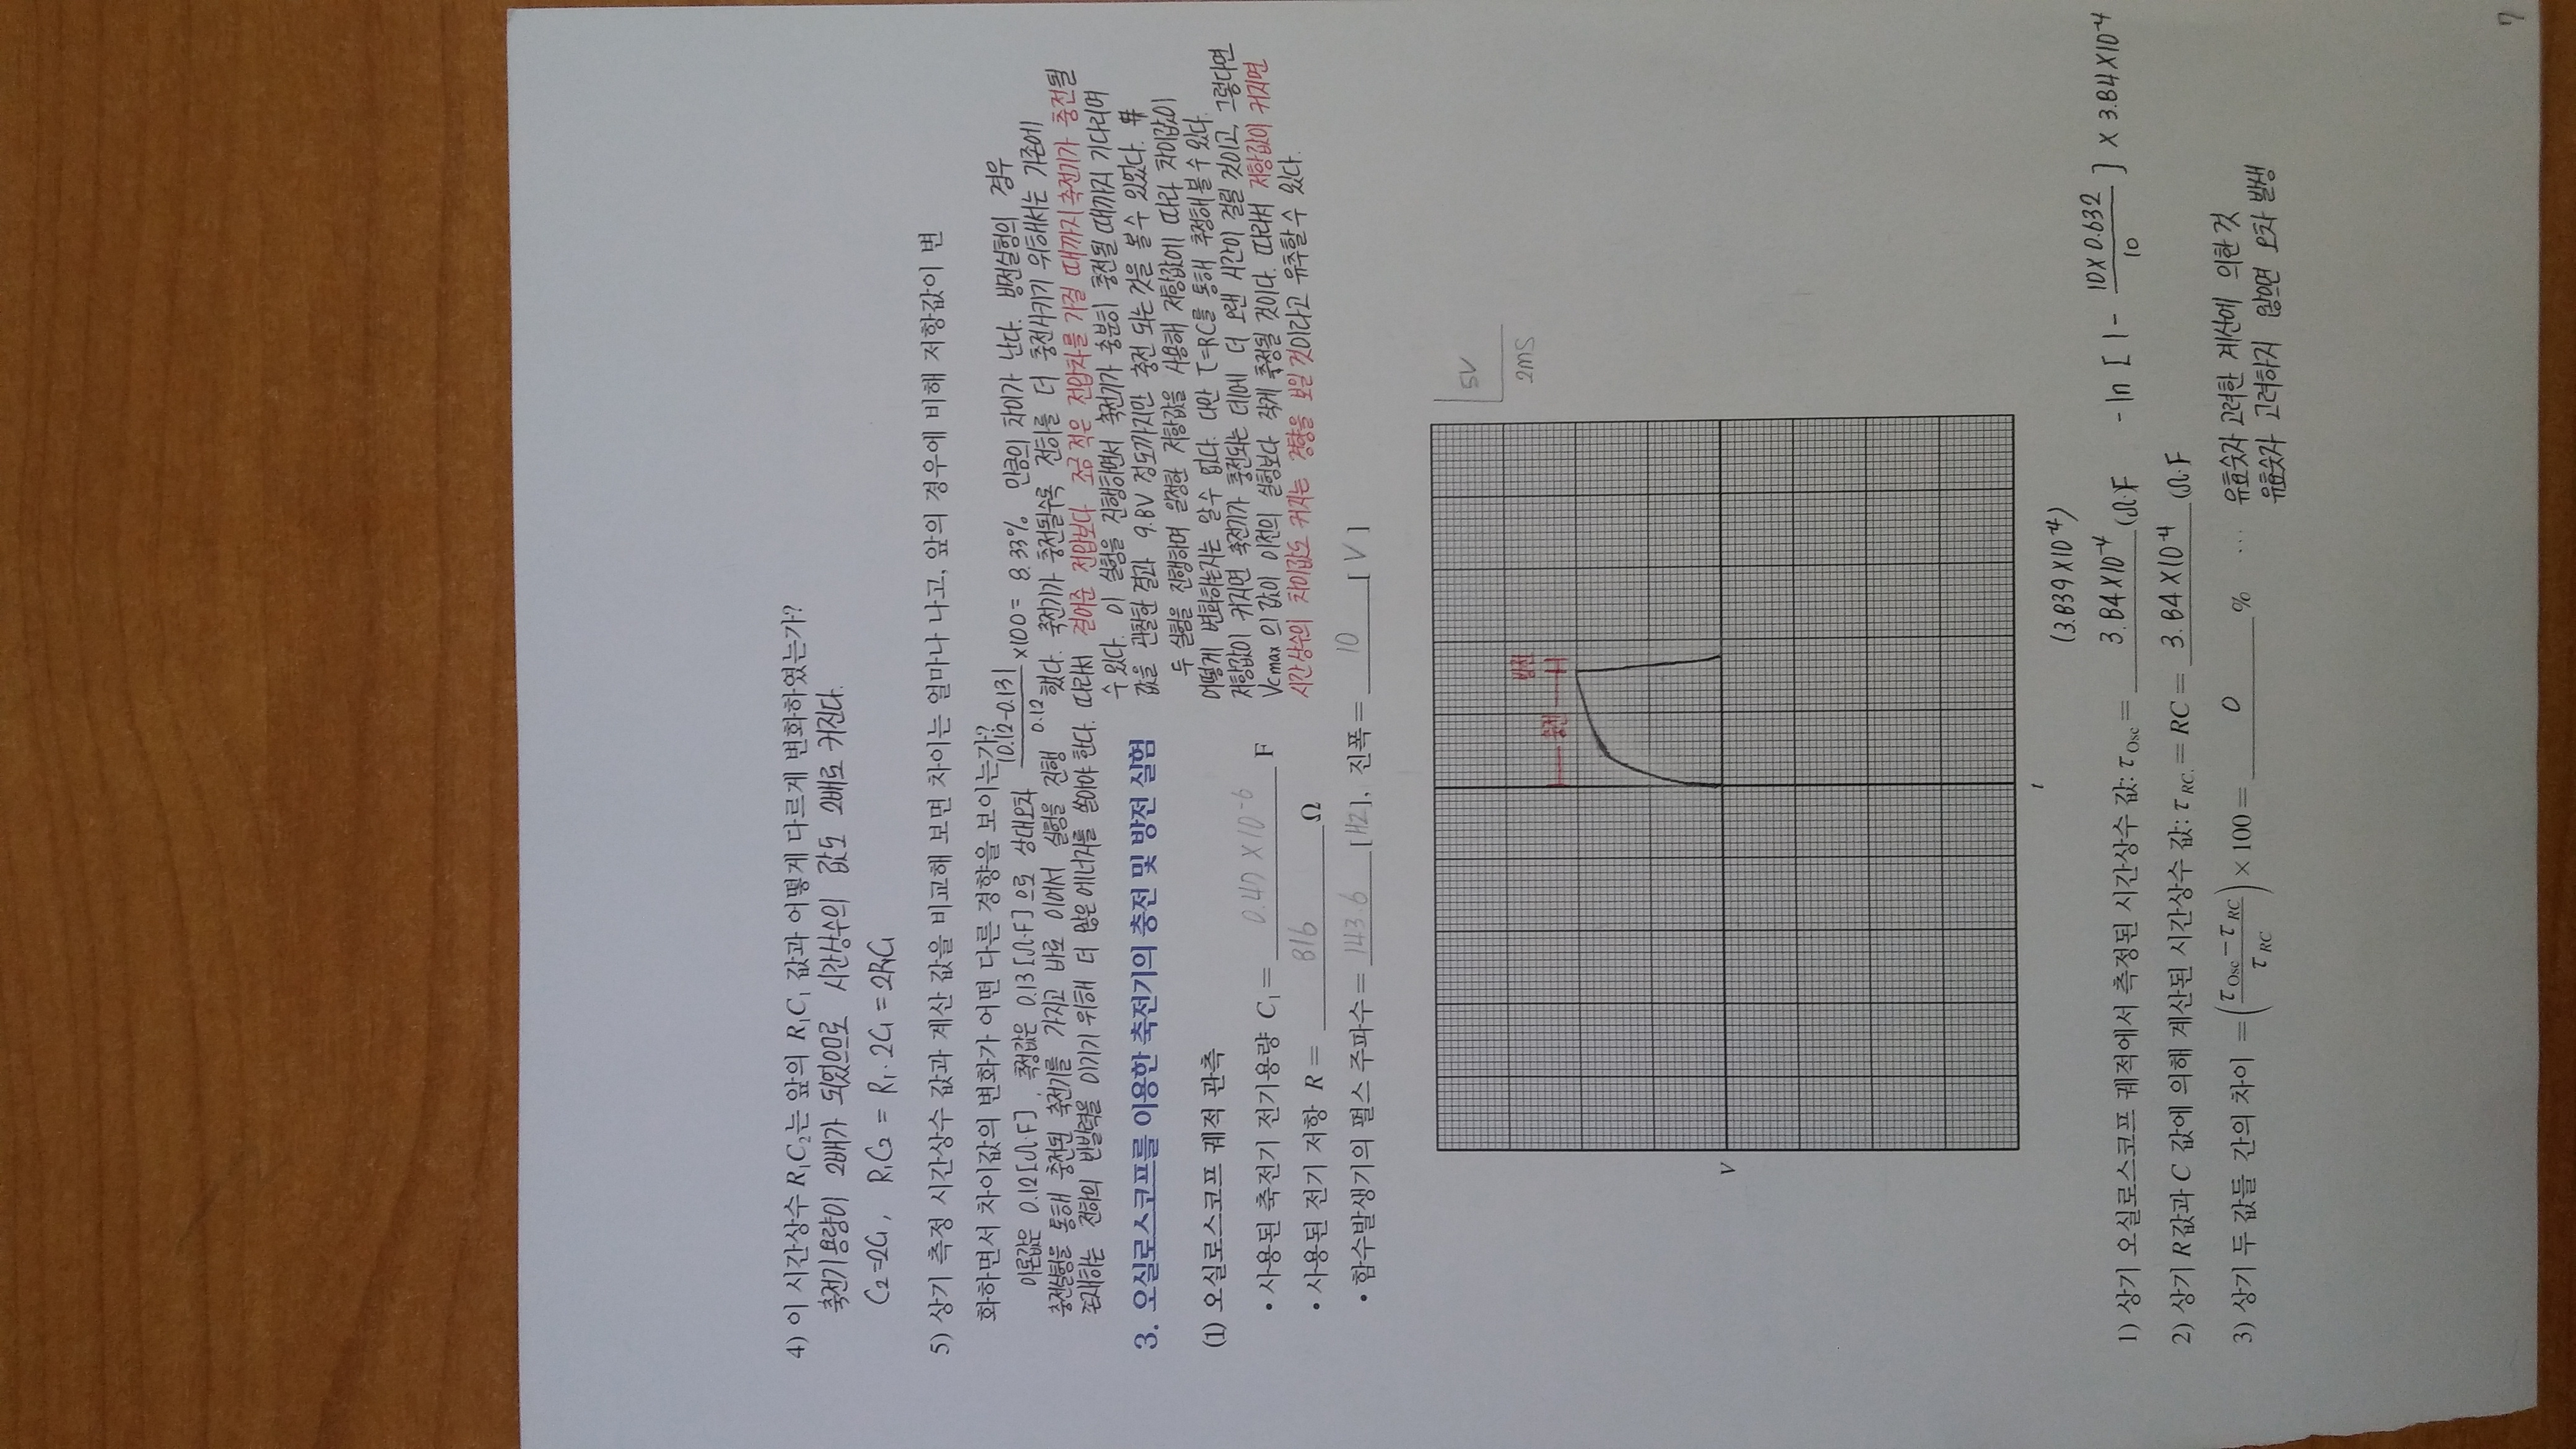 4) 이 시간상수 R₁C₂는 앞의 R₁C₁ 값과 어떻게 다르게 변화하였는가?
축전기 용량이 2배가 되었으므로 시간상수의 값도 2배로 커진다.
C₂=2C₁, R₁C₂ = R₁·2C₁ = 2R₁C₁
5) 상기 측정 시간상수 값과 계산 값을 비교해 보면 차이는 얼마나 나고, 앞의 경우에 비해 저항값이 변
화하면서 차이값의 변화가 어떤 다른 경향을 보이는가?
이론값은 0.12[Ω·F], 측정값은 0.13[Ω·F]으로 상대오차 |0.12-0.13|/0.12 ×100= 8.33% 만큼의 차이가 난다. 방전실험의 경우
충전실험을 통해 충전된 축전기를 가지고 바로 이어서 실험을 진행했다. 축전기가 충전될수록 전하를 더 충전시키기 위해서는 기존에
존재하는 전하의 반발력을 이기기 위해 더 많은 에너지를 쏟아야 한다. 따라서 걸어준 전압보다 조금 적은 전압차를 가질 때까지 축전기가 충전될
수 있다. 이 실험을 진행하면서 축전기가 충분히 충전될 때까지 기다리며
값을 관찰한 결과 9.8V 정도까지만 충전 되는 것을 볼 수 있었다. #
두 실험을 진행하며 일정한 저항값을 사용해 저항값에 따라 차이값이
어떻게 변화하는지는 알 수 없다. 다만 τ=RC를 통해 추정해 볼 수 있다.
저항값이 커지면 축전기가 충전되는 데에 더 오랜 시간이 걸릴 것이고, 그렇다면
Vcmax의 값이 이전의 실험보다 작게 측정될 것이다. 따라서 저항값이 커지면
시간상수의 차이값도 커지는 경향을 보일 것이라고 유추할 수 있다.
3. 오실로스코프를 이용한 축전기의 충전 및 방전 실험
(1) 오실로스코프 궤적 관측
• 사용된 축전기 전기용량 C₁ = 0.47 ×10⁻⁶ F
• 사용된 전기 저항 R = 816 Ω
• 함수발생기의 펄스 주파수 = 143.6 [HZ], 진폭 = 10 [V]
5V
2mS
방전
충전
V
t
(3.839×10⁻⁴)
1) 상기 오실로스코프 궤적에서 측정된 시간상수 값: τ Osc = 3.84×10⁻⁴ (Ω·)F -ln [ 1 - 10×0.632/10 ] × 3.84×10⁻⁴
2) 상기 R값과 C 값에 의해 계산된 시간상수 값: τ RC. = RC = 3.84×10⁻⁴ (Ω·F
3) 상기 두 값들 간의 차이 = (τ Osc − τ RC / τ RC) × 100 = 0 % ··· 유효숫자 고려한 계산에 의한 것
유효숫자 고려하지 않으면 오차 발생
7